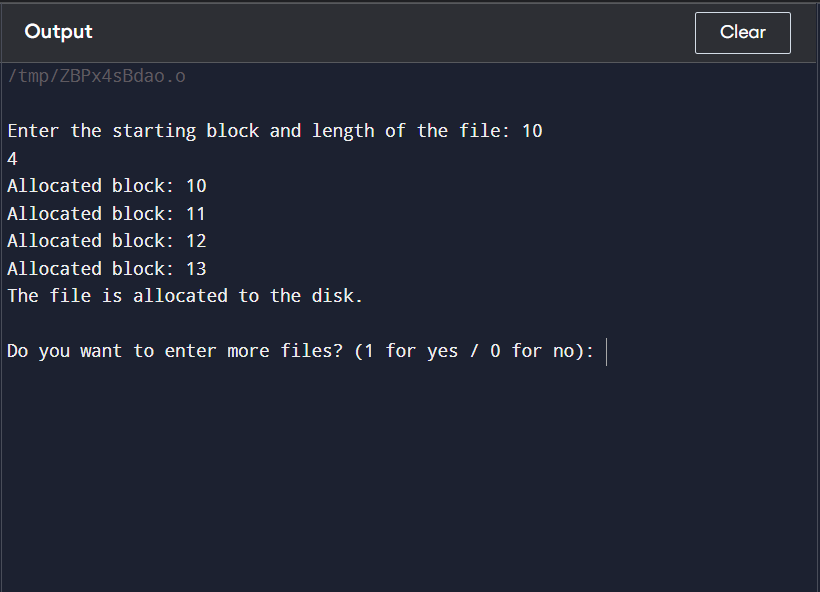 Output
Clear
/tmp/ZBPx4sBdao.o
Enter the starting block and length of the file: 10
4
Allocated block: 10
Allocated block: 11
Allocated block: 12
Allocated block: 13
The file is allocated to the disk.
Do you want to enter more files? (1 for yes / 0 for no):